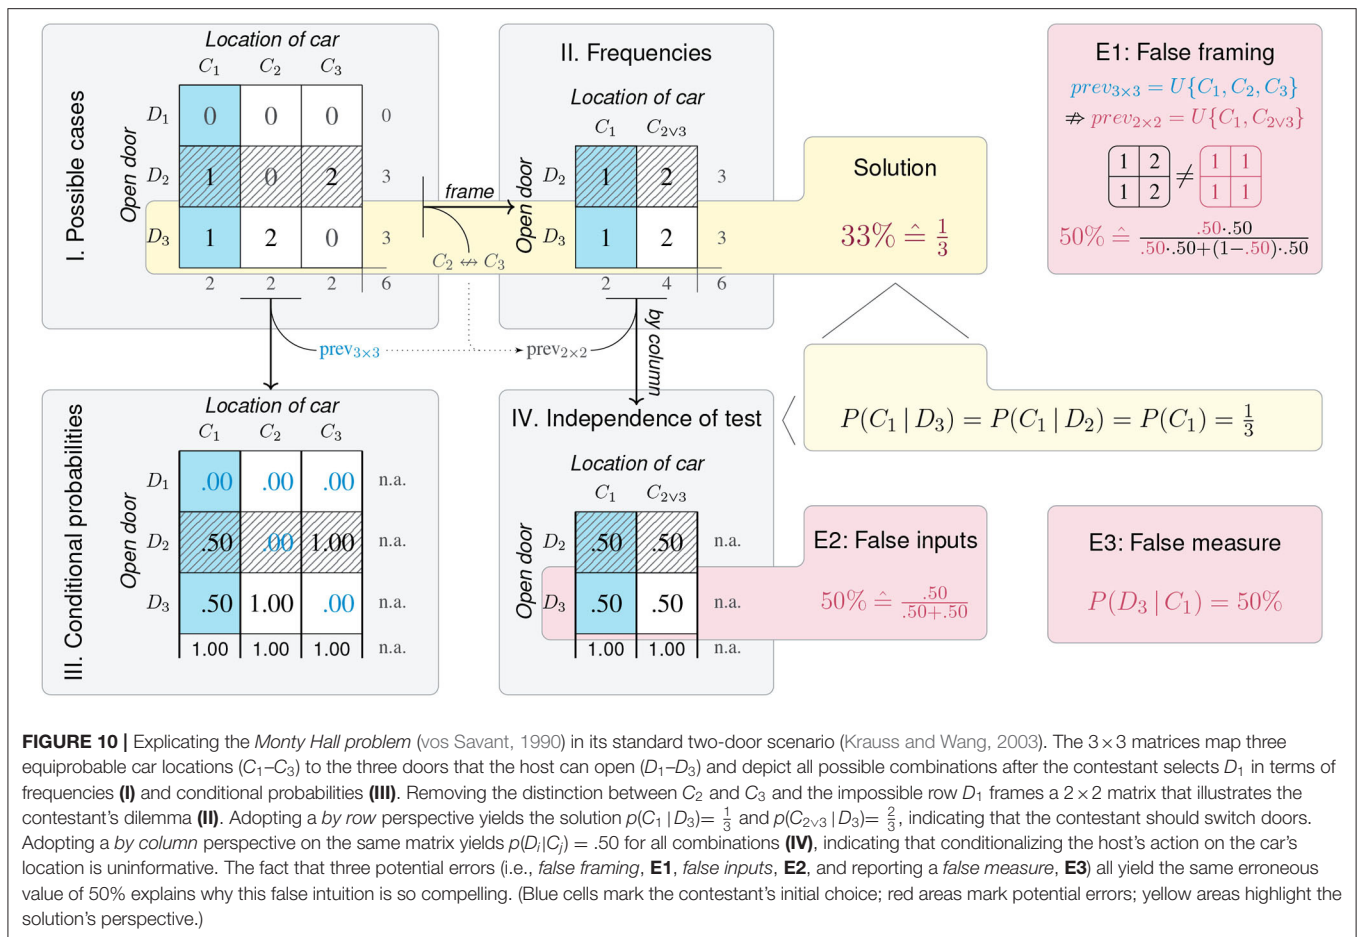 I. Possible cases
Location of car
C1 C2 C3
Open door
D1 0 0 0 0
D2 1 0 2 3
D3 1 2 0 3
2 2 2 6
frame
C2 ↮ C3
II. Frequencies
Location of car
C1 C2∨3
Open door
D2 1 2 3
D3 1 2 3
2 4 6
by column
prev3×3
prev2×2
Solution
33% ≙ 1/3
E1: False framing
prev3×3 = U{C1, C2, C3}
⇏ prev2×2 = U{C1, C2∨3}
1 2 ≠ 1 1
1 2 1 1
50% ≙ .50·.50/.50·.50+(1−.50)·.50
P(C1 | D3) = P(C1 | D2) = P(C1) = 1/3
III. Conditional probabilities
Location of car
C1 C2 C3
Open door
D1 .00 .00 .00 n.a.
D2 .50 .00 1.00 n.a.
D3 .50 1.00 .00 n.a.
1.00 1.00 1.00 n.a.
IV. Independence of test
Location of car
C1 C2∨3
Open door
D2 .50 .50 n.a.
D3 .50 .50 n.a.
1.00 1.00 n.a.
E2: False inputs
50% ≙ .50/.50+.50
E3: False measure
P(D3 | C1) = 50%
FIGURE 10 | Explicating the Monty Hall problem (vos Savant, 1990) in its standard two-door scenario (Krauss and Wang, 2003). The 3×3 matrices map three
equiprobable car locations (C1–C3) to the three doors that the host can open (D1–D3) and depict all possible combinations after the contestant selects D1 in terms of
frequencies (I) and conditional probabilities (III). Removing the distinction between C2 and C3 and the impossible row D1 frames a 2×2 matrix that illustrates the
contestant's dilemma (II). Adopting a by row perspective yields the solution p(C1 | D3)= 1/3 and p(C2∨3 | D3)= 2/3, indicating that the contestant should switch doors.
Adopting a by column perspective on the same matrix yields p(Di|Cj) = .50 for all combinations (IV), indicating that conditionalizing the host's action on the car's
location is uninformative. The fact that three potential errors (i.e., false framing, E1, false inputs, E2, and reporting a false measure, E3) all yield the same erroneous
value of 50% explains why this false intuition is so compelling. (Blue cells mark the contestant's initial choice; red areas mark potential errors; yellow areas highlight the
solution's perspective.)